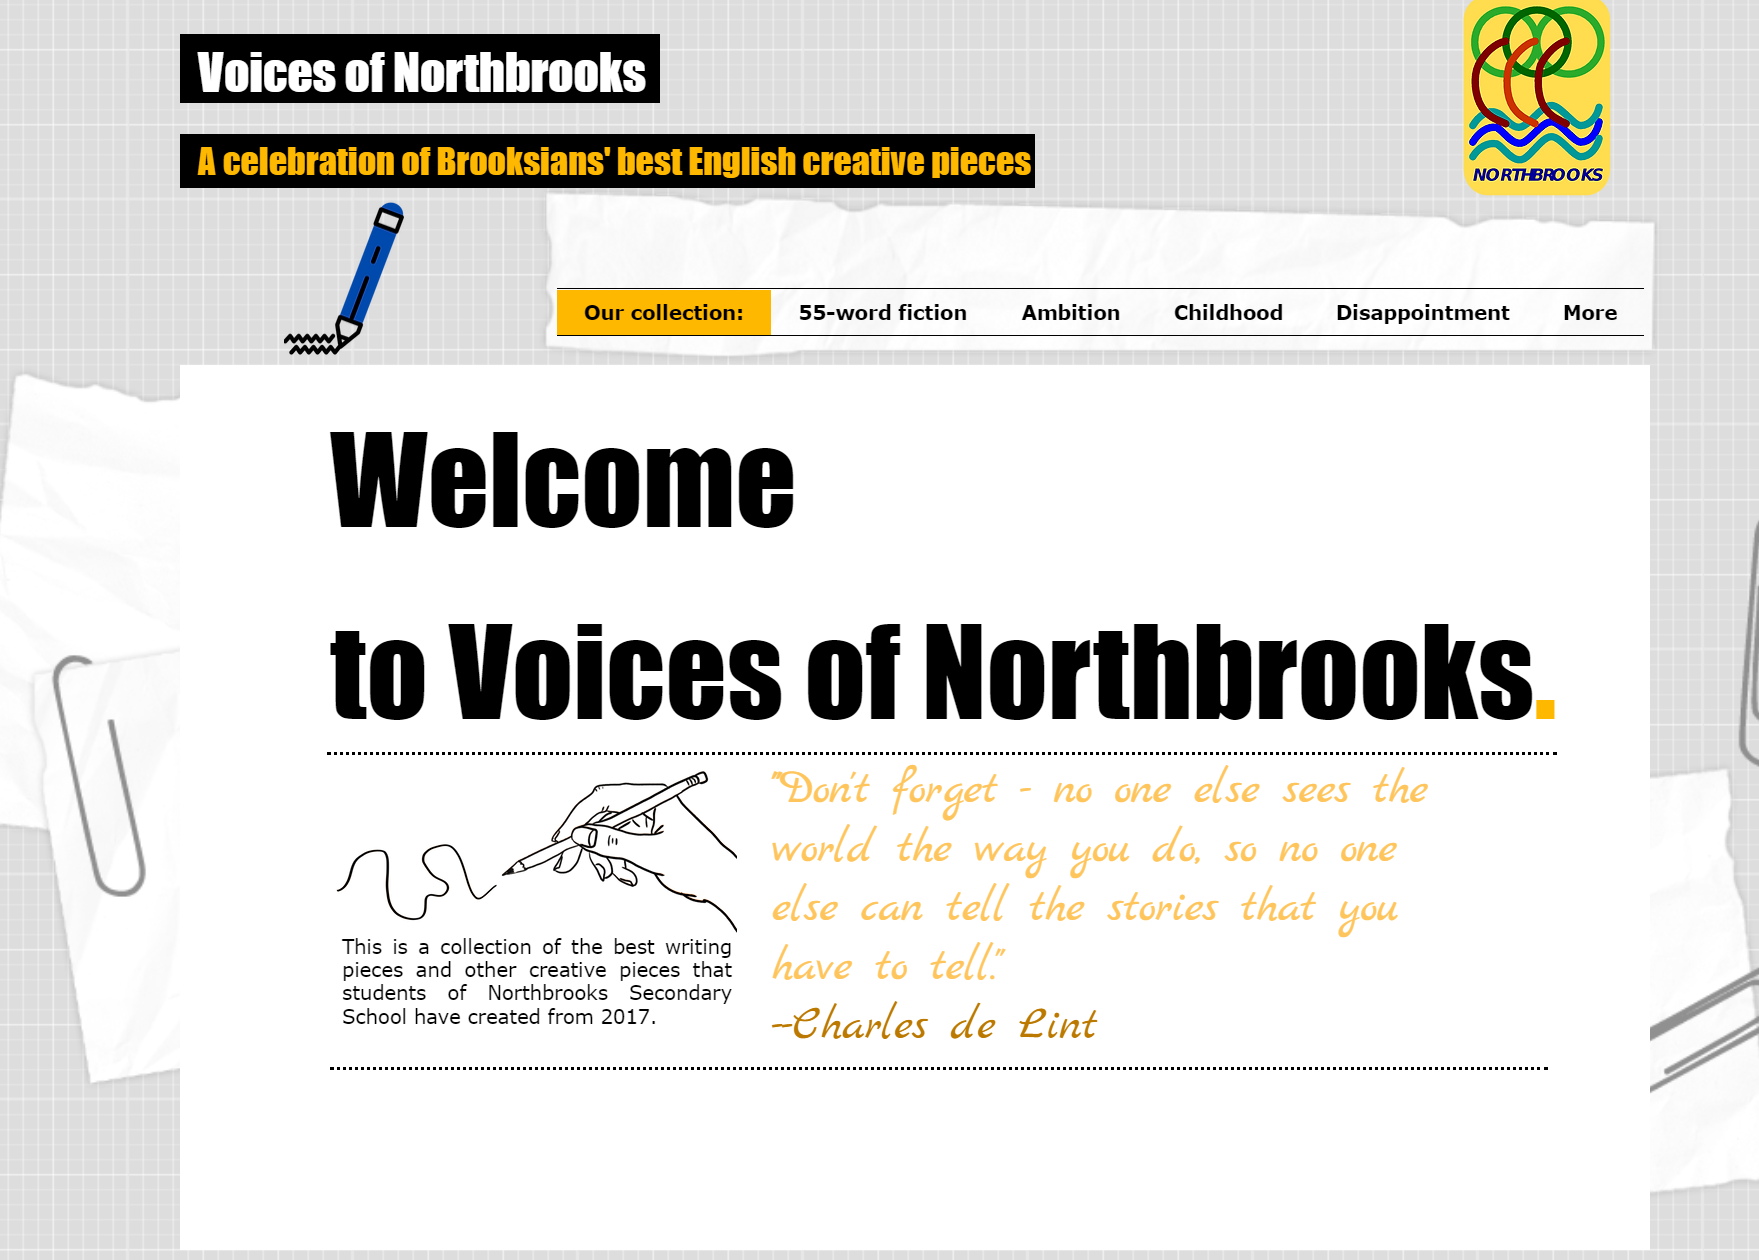 Voices of Northbrooks
NORTHBROOKS
A celebration of Brooksians' best English creative pieces
Our collection: 55-word fiction Ambition Childhood Disappointment More
Welcome
to Voices of Northbrooks.
"Don't forget - no one else sees the
world the way you do, so no one
else can tell the stories that you
have to tell."
—Charles de Lint
This is a collection of the best writing
pieces and other creative pieces that
students of Northbrooks Secondary
School have created from 2017.